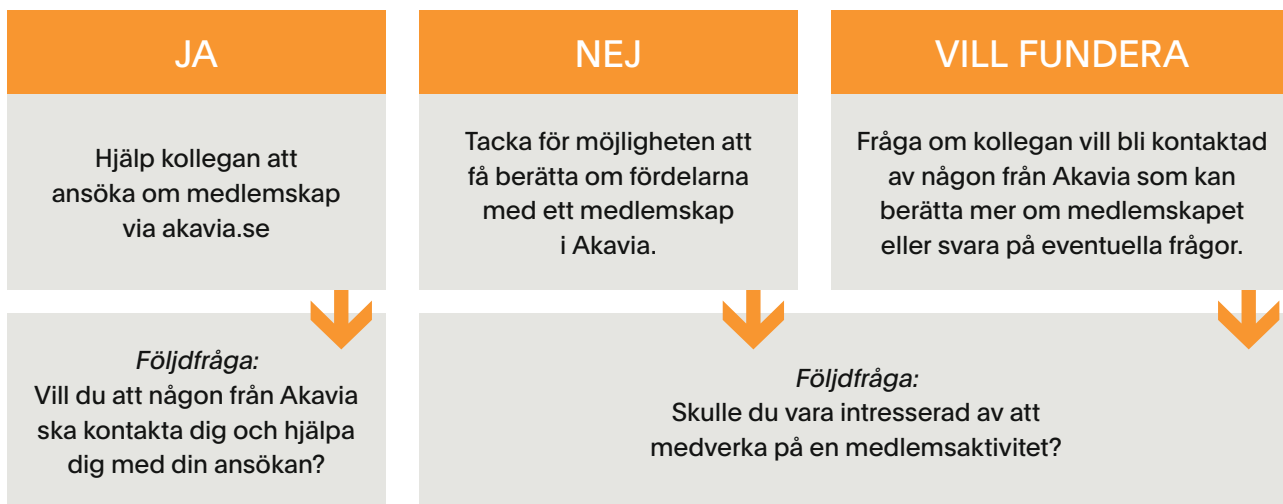 JA
Hjälp kollegan att
ansöka om medlemskap
via akavia.se
Följdfråga:
Vill du att någon från Akavia
ska kontakta dig och hjälpa
dig med din ansökan?
NEJ
Tacka för möjligheten att
få berätta om fördelarna
med ett medlemskap
i Akavia.
VILL FUNDERA
Fråga om kollegan vill bli kontaktad
av någon från Akavia som kan
berätta mer om medlemskapet
eller svara på eventuella frågor.
Följdfråga:
Skulle du vara intresserad av att
medverka på en medlemsaktivitet?